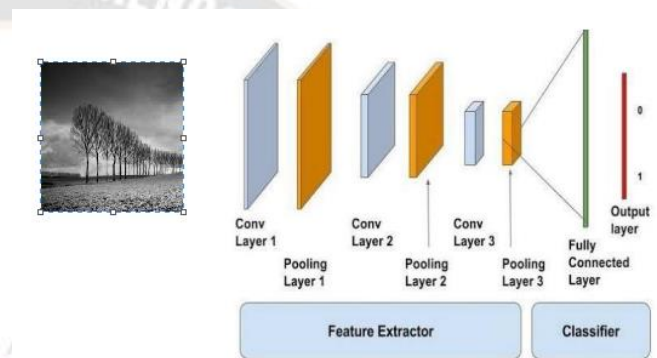 Conv
Layer 1
Pooling
Layer 1
Conv
Layer 2
Pooling
Layer 2
Conv
Layer 3
Pooling
Layer 3
Fully
Connected
Layer
0
1
Output
layer
Feature Extractor
Classifier